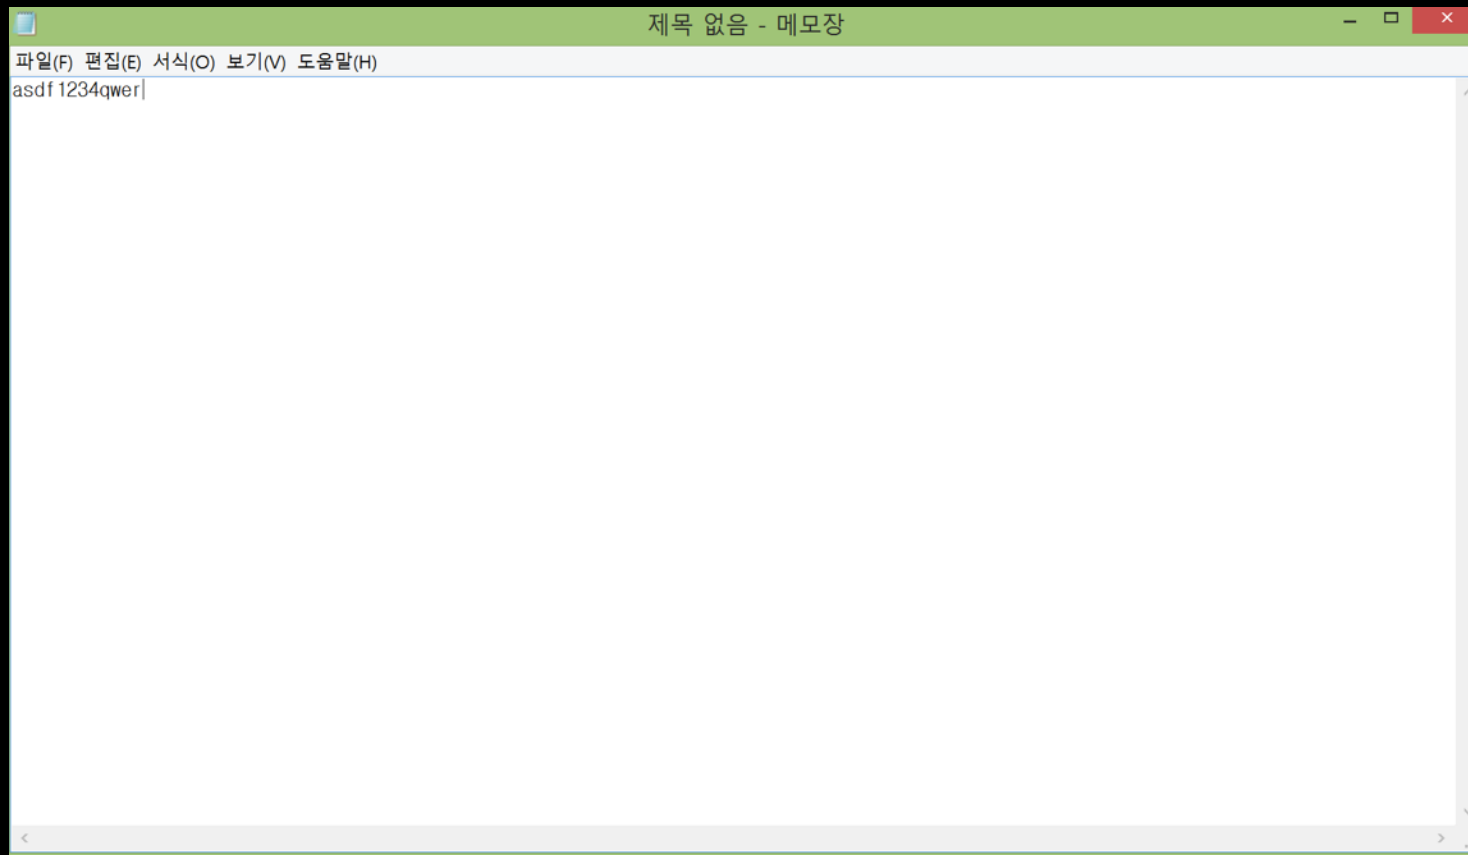 제목 없음 - 메모장
파일(F) 편집(E) 서식(O) 보기(V) 도움말(H)
asdf1234qwer